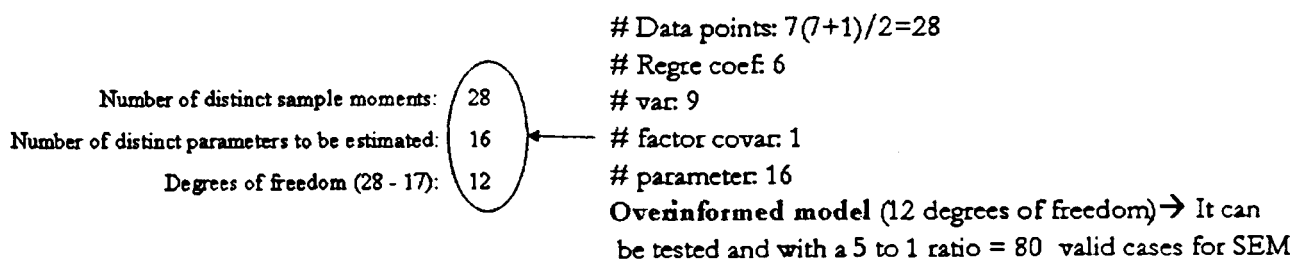 Number of distinct sample moments: 28
Number of distinct parameters to be estimated: 16
Degrees of freedom (28 - 17): 12
# Data points: 7(7+1)/2=28
# Regre coef: 6
# var: 9
# factor covar: 1
# parameter: 16
Overinformed model (12 degrees of freedom)→ It can
be tested and with a 5 to 1 ratio = 80 valid cases for SEM